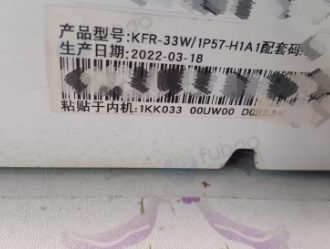 产品型号:KFR-33W/1P57-H1A1配套码:
生产日期:2022-03-18
粘贴于内机:1KK033 00UW00
fubao